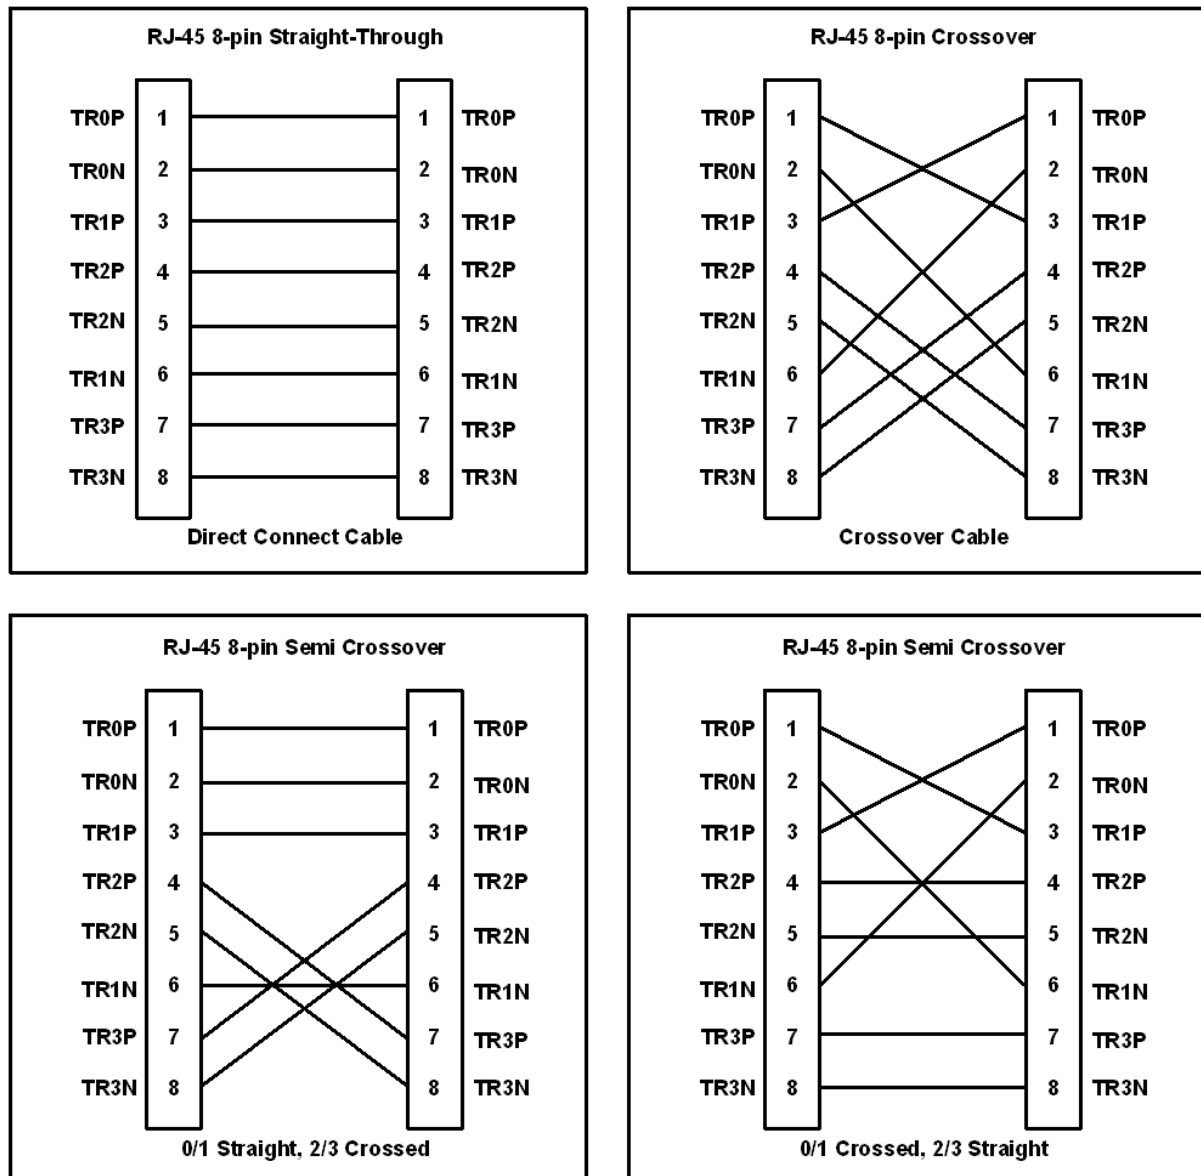 RJ-45 8-pin Straight-Through
TR0P 1 1 TR0P
TR0N 2 2 TR0N
TR1P 3 3 TR1P
TR2P 4 4 TR2P
TR2N 5 5 TR2N
TR1N 6 6 TR1N
TR3P 7 7 TR3P
TR3N 8 8 TR3N
Direct Connect Cable
RJ-45 8-pin Crossover
TR0P 1 1 TR0P
TR0N 2 2 TR0N
TR1P 3 3 TR1P
TR2P 4 4 TR2P
TR2N 5 5 TR2N
TR1N 6 6 TR1N
TR3P 7 7 TR3P
TR3N 8 8 TR3N
Crossover Cable
RJ-45 8-pin Semi Crossover
TR0P 1 1 TR0P
TR0N 2 2 TR0N
TR1P 3 3 TR1P
TR2P 4 4 TR2P
TR2N 5 5 TR2N
TR1N 6 6 TR1N
TR3P 7 7 TR3P
TR3N 8 8 TR3N
0/1 Straight, 2/3 Crossed
RJ-45 8-pin Semi Crossover
TR0P 1 1 TR0P
TR0N 2 2 TR0N
TR1P 3 3 TR1P
TR2P 4 4 TR2P
TR2N 5 5 TR2N
TR1N 6 6 TR1N
TR3P 7 7 TR3P
TR3N 8 8 TR3N
0/1 Crossed, 2/3 Straight